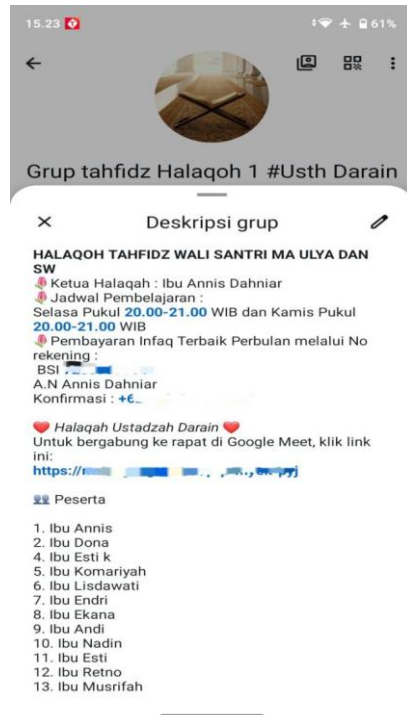 15.23
61%
Grup tahfidz Halaqoh 1 #Usth Darain
Deskripsi grup
HALAQOH TAHFIDZ WALI SANTRI MA ULYA DAN
SW
🌷Ketua Halaqah : Ibu Annis Dahniar
🌷Jadwal Pembelajaran :
Selasa Pukul 20.00-21.00 WIB dan Kamis Pukul
20.00-21.00 WIB
🌷Pembayaran Infaq Terbaik Perbulan melalui No
rekening :
BSI
A.N Annis Dahniar
Konfirmasi :
❤️ Halaqah Ustadzah Darain ❤️
Untuk bergabung ke rapat di Google Meet, klik link
ini:
https://
👥 Peserta
1. Ibu Annis
2. Ibu Dona
4. Ibu Esti k
5. Ibu Komariyah
6. Ibu Lisdawati
7. Ibu Endri
8. Ibu Ekana
9. Ibu Andi
10. Ibu Nadin
11. Ibu Esti
12. Ibu Retno
13. Ibu Musrifah